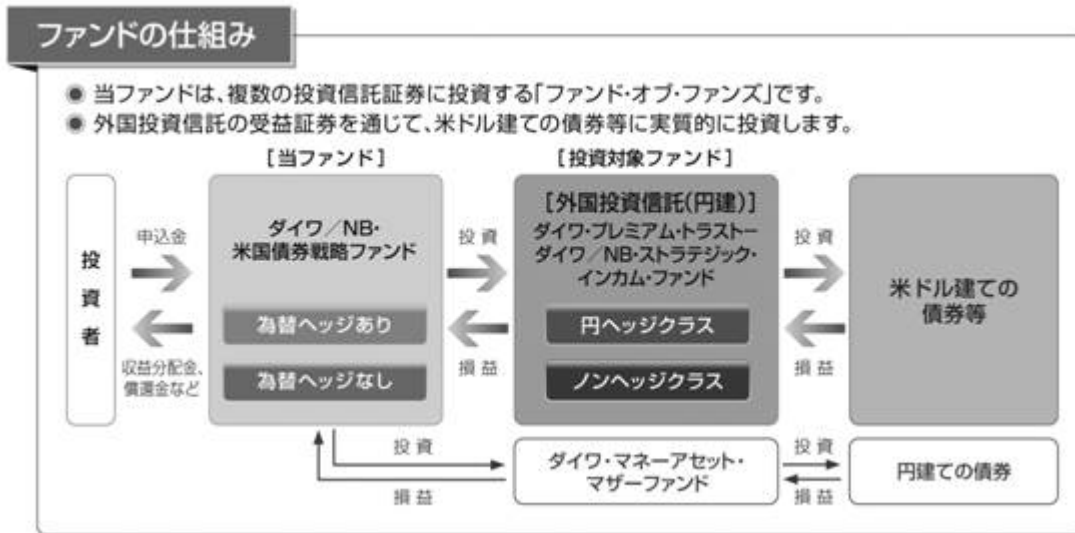 ファンドの仕組み
● 当ファンドは、複数の投資信託証券に投資する「ファンド・オブ・ファンズ」です。
● 外国投資信託の受益証券を通じて、米ドル建ての債券等に実質的に投資します。
[当ファンド]
[投資対象ファンド]
投資者
申込金
収益分配金、
償還金など
ダイワ／NB・
米国債券戦略ファンド
為替ヘッジあり
為替ヘッジなし
投資
損益
[外国投資信託(円建)]
ダイワ・プレミアム・トラストー
ダイワ／NB・ストラテジック・
インカム・ファンド
円ヘッジクラス
ノンヘッジクラス
投資
損益
米ドル建ての
債券等
投資
損益
ダイワ・マネーアセット・
マザーファンド
投資
損益
円建ての債券